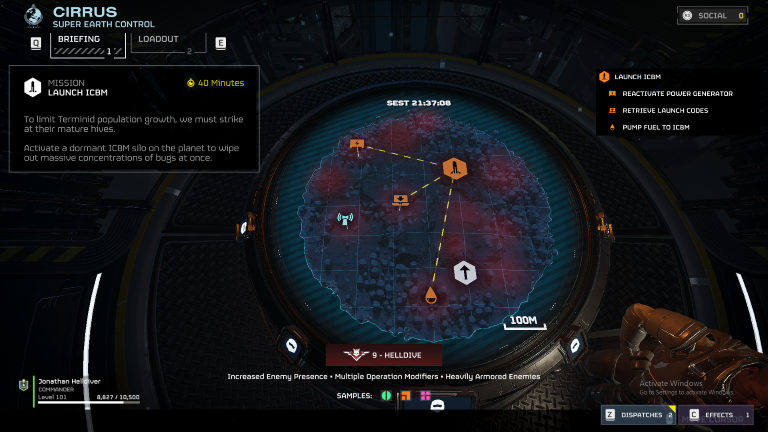 CIRRUS
SUPER EARTH CONTROL
SOCIAL 0
Q
BRIEFING
1
LOADOUT
2
E
MISSION
LAUNCH ICBM
40 Minutes
To limit Terminid population growth, we must strike
at their mature hives.
Activate a dormant ICBM silo on the planet to wipe
out massive concentrations of bugs at once.
LAUNCH ICBM
REACTIVATE POWER GENERATOR
RETRIEVE LAUNCH CODES
PUMP FUEL TO ICBM
SEST 21:37:08
100M
9 - HELLDIVE
Increased Enemy Presence • Multiple Operation Modifiers • Heavily Armored Enemies
SAMPLES:
Jonathan Helldiver
COMMANDER
Level 101
8,827 / 10,500
Activate Windows
Go to Settings to activate Windows.
Z DISPATCHES 2
C EFFECTS 1
CURSOR